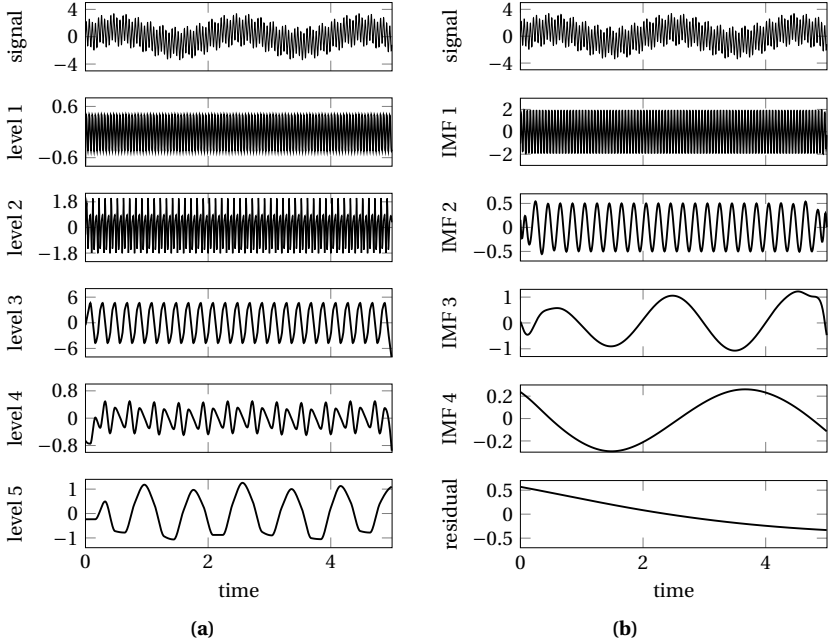 signal
4
0
−4
level 1
0.6
0
−0.6
level 2
1.8
0
−1.8
level 3
6
0
−6
level 4
0.8
0
−0.8
level 5
1
0
−1
0 2 4
time
(a)
signal
4
0
−4
IMF 1
2
0
−2
IMF 2
0.5
0
−0.5
IMF 3
1
0
−1
IMF 4
0.2
0
−0.2
residual
0.5
0
−0.5
0 2 4
time
(b)